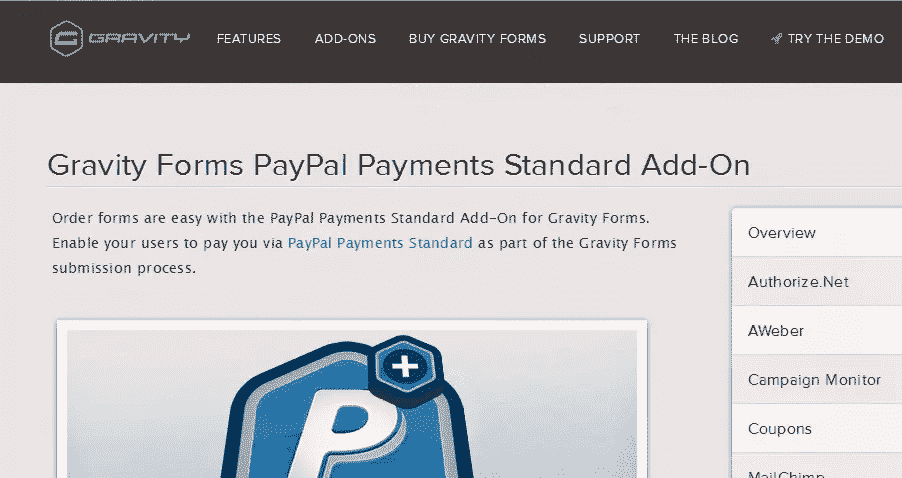 GRAVITY
FEATURES
ADD-ONS
BUY GRAVITY FORMS
SUPPORT
THE BLOG
TRY THE DEMO
Gravity Forms PayPal Payments Standard Add-On
Order forms are easy with the PayPal Payments Standard Add-On for Gravity Forms.
Enable your users to pay you via PayPal Payments Standard as part of the Gravity Forms
submission process.
Overview
Authorize.Net
AWeber
Campaign Monitor
Coupons
MailChimp